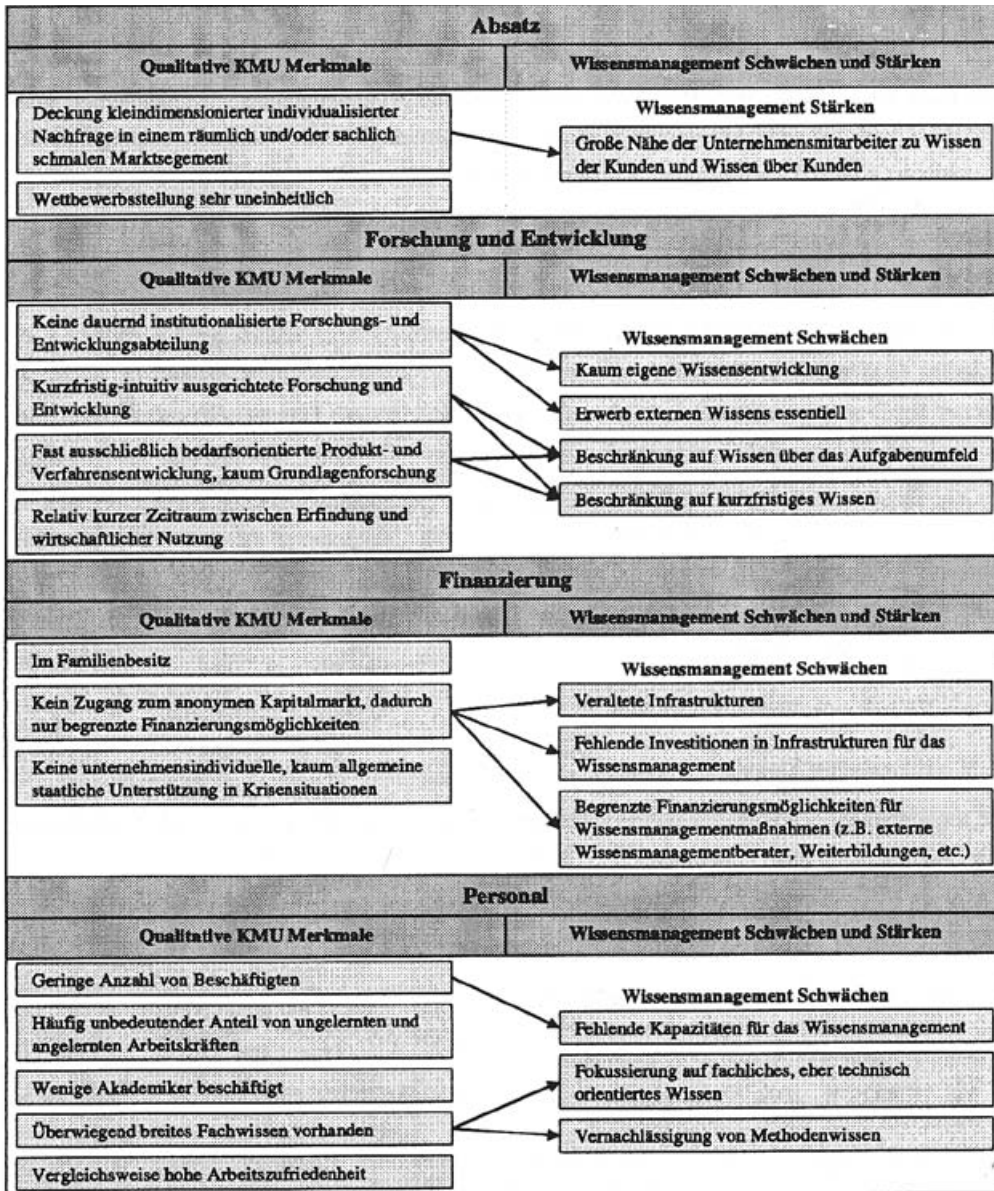 Absatz
Qualitative KMU Merkmale
Wissensmanagement Schwächen und Stärken
Deckung kleindimensionierter individualisierter
Nachfrage in einem räumlich und/oder sachlich
schmalen Marktsegement
Wettbewerbsstellung sehr uneinheitlich
Wissensmanagement Stärken
Große Nähe der Unternehmensmitarbeiter zu Wissen
der Kunden und Wissen über Kunden
Forschung und Entwicklung
Qualitative KMU Merkmale
Wissensmanagement Schwächen und Stärken
Keine dauernd institutionalisierte Forschungs- und
Entwicklungsabteilung
Kurzfristig-intuitiv ausgerichtete Forschung und
Entwicklung
Fast ausschließlich bedarfsorientierte Produkt- und
Verfahrensentwicklung, kaum Grundlagenforschung
Relativ kurzer Zeitraum zwischen Erfindung und
wirtschaftlicher Nutzung
Wissensmanagement Schwächen
Kaum eigene Wissensentwicklung
Erwerb externen Wissens essentiell
Beschränkung auf Wissen über das Aufgabenumfeld
Beschränkung auf kurzfristiges Wissen
Finanzierung
Qualitative KMU Merkmale
Wissensmanagement Schwächen und Stärken
Im Familienbesitz
Kein Zugang zum anonymen Kapitalmarkt, dadurch
nur begrenzte Finanzierungsmöglichkeiten
Keine unternehmensindividuelle, kaum allgemeine
staatliche Unterstützung in Krisensituationen
Wissensmanagement Schwächen
Veraltete Infrastrukturen
Fehlende Investitionen in Infrastrukturen für das
Wissensmanagement
Begrenzte Finanzierungsmöglichkeiten für
Wissensmanagementmaßnahmen (z.B. externe
Wissensmanagementberater, Weiterbildungen, etc.)
Personal
Qualitative KMU Merkmale
Wissensmanagement Schwächen und Stärken
Geringe Anzahl von Beschäftigten
Häufig unbedeutender Anteil von ungelernten und
angelernten Arbeitskräften
Wenige Akademiker beschäftigt
Überwiegend breites Fachwissen vorhanden
Vergleichsweise hohe Arbeitszufriedenheit
Wissensmanagement Schwächen
Fehlende Kapazitäten für das Wissensmanagement
Fokussierung auf fachliches, eher technisch
orientiertes Wissen
Vernachlässigung von Methodenwissen